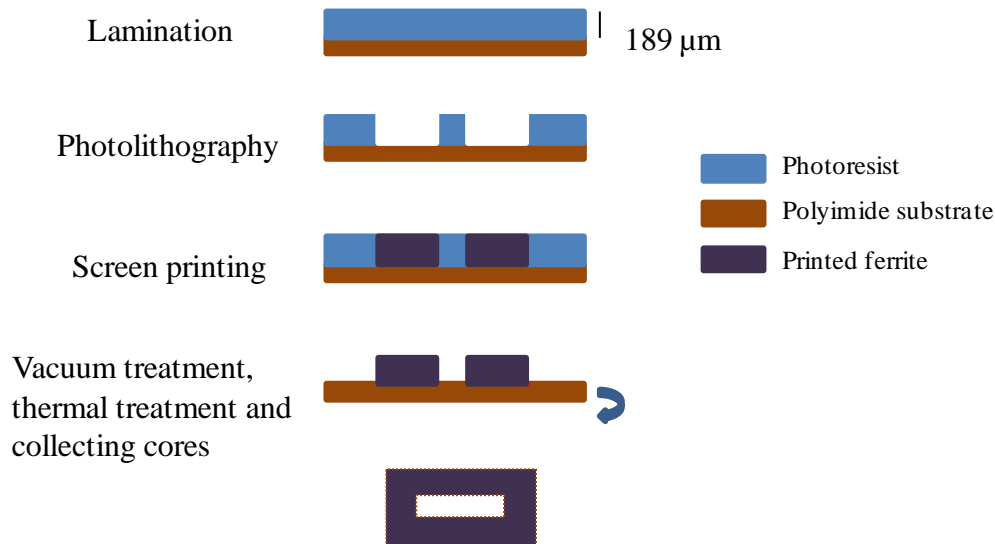 Lamination
189 µm
Photolithography
Photoresist
Polyimide substrate
Screen printing
Printed ferrite
Vacuum treatment,
thermal treatment and
collecting cores